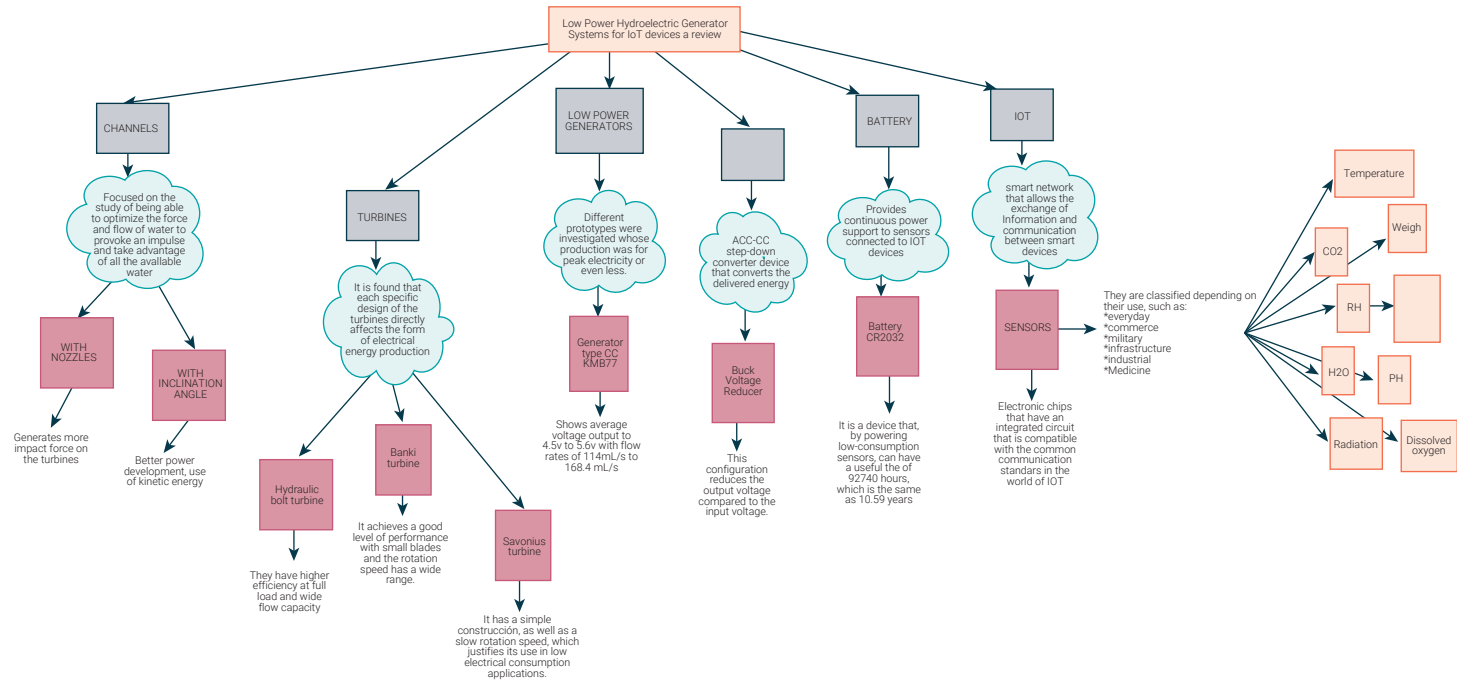 Low Power Hydroelectric Generator
Systems for IoT devices a review
CHANNELS
Focused on the
study of being able
to optimize the force
and flow of water to
provoke an impulse
and take advantage
of all the avallable
water
WITH
NOZZLES
Generates more
impact force on
the turbines
WITH
INCLINATION
ANGLE
Better power
development, use
of kinetic energy
TURBINES
It is found that
each specific
design of the
turbines directly
affects the form
of electrical
energy production
Hydraulic
bolt turbine
They have higher
efficiency at full
load and wide
flow capacity
Banki
turbine
It achieves a good
level of performance
with small blades
and the rotation
speed has a wide
range.
Savonius
turbine
It has a simple
construcción, as well as a
slow rotation speed, which
justifies its use in low
electrical consumption
applications.
LOW POWER
GENERATORS
Different
prototypes were
investigated whose
production was for
peak electricity or
even less.
Generator
type CC
KMB77
Shows average
voltage output to
4.5v to 5.6v with flow
rates of 114mL/s to
168.4 mL/s
ACC-CC
step-down
converter device
that converts the
delivered energy
Buck
Voltage
Reducer
This
configuration
reduces the
output voltage
compared to the
input voltage.
BATTERY
Provides
continuous power
support to sensors
connected to IOT
devices
Battery
CR2032
It is a device that,
by powering
low-consumption
sensors, can have
a useful the of
92740 hours,
which is the same
as 10.59 years
IOT
smart network
that allows the
exchange of
Information and
communication
between smart
devices
SENSORS
Electronic chips
that have an
integrated circuit
that is compatible
with the common
communication
standars in the
world of IOT
They are classified depending on
their use, such as:
*everyday
*commerce
*military
*infrastructure
*industrial
*Medicine
Temperature
Weigh
CO2
RH
H2O
PH
Radiation
Dissolved
oxygen